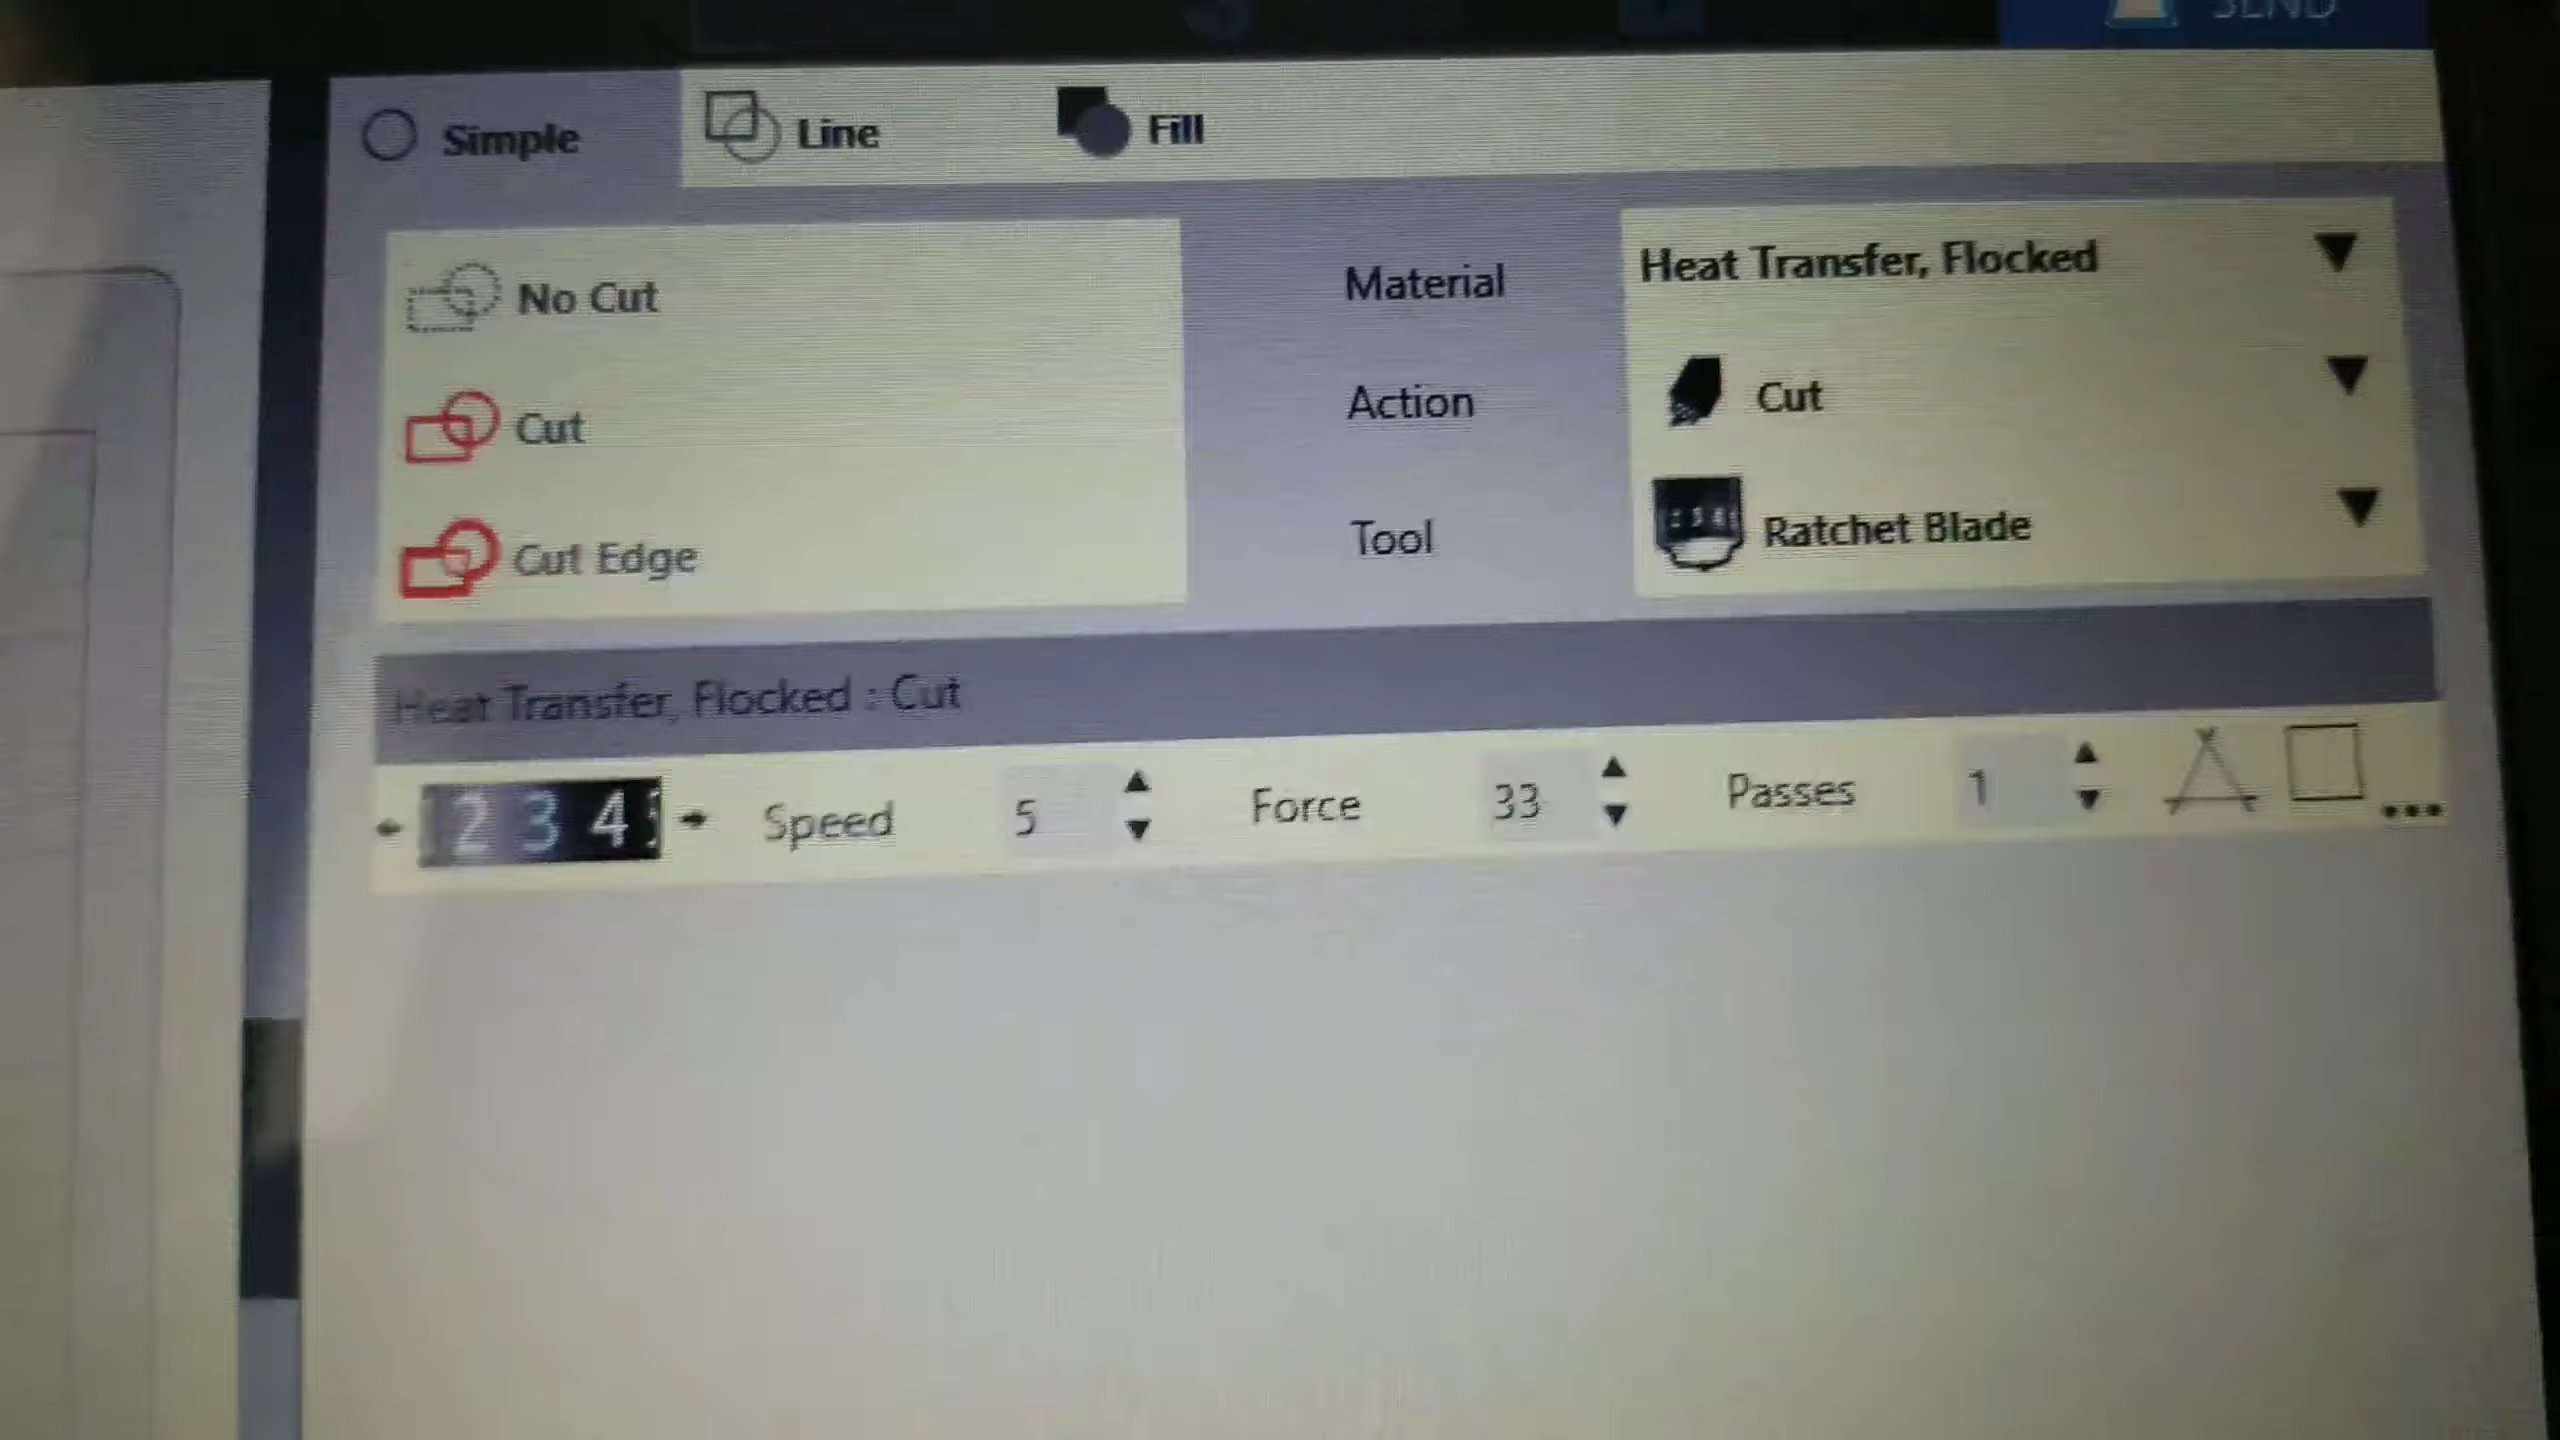 SEND
Simple Line Fill
No Cut
Cut
Cut Edge
Material Heat Transfer, Flocked
Action Cut
Tool Ratchet Blade
Heat Transfer, Flocked : Cut
2 3 4 Speed 5 Force 33 Passes 1